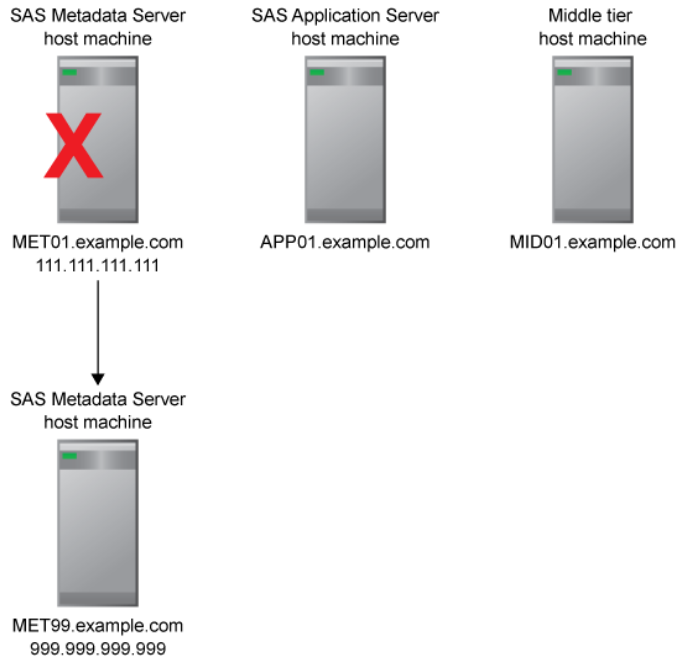 SAS Metadata Server
host machine
SAS Application Server
host machine
Middle tier
host machine
X
MET01.example.com
111.111.111.111
APP01.example.com
MID01.example.com
SAS Metadata Server
host machine
MET99.example.com
999.999.999.999